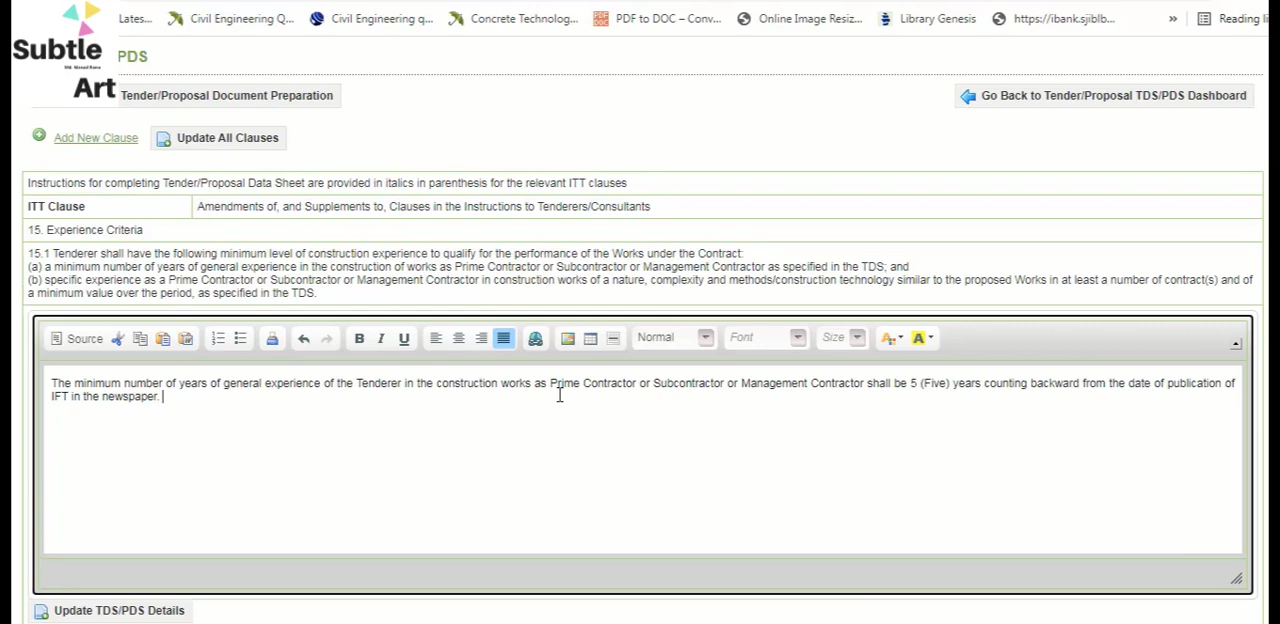 Lates...
Civil Engineering Q...
Civil Engineering q...
Concrete Technolog...
PDF to DOC – Conv...
Online Image Resiz...
Library Genesis
https://ibank.sjiblb...
»
Reading li
Subtle
Art
PDS
Tender/Proposal Document Preparation
Go Back to Tender/Proposal TDS/PDS Dashboard
Add New Clause
Update All Clauses
Instructions for completing Tender/Proposal Data Sheet are provided in italics in parenthesis for the relevant ITT clauses
ITT Clause
Amendments of, and Supplements to, Clauses in the Instructions to Tenderers/Consultants
15. Experience Criteria
15.1 Tenderer shall have the following minimum level of construction experience to qualify for the performance of the Works under the Contract:
(a) a minimum number of years of general experience in the construction of works as Prime Contractor or Subcontractor or Management Contractor as specified in the TDS; and
(b) specific experience as a Prime Contractor or Subcontractor or Management Contractor in construction works of a nature, complexity and methods/construction technology similar to the proposed Works in at least a number of contract(s) and of
a minimum value over the period, as specified in the TDS.
Source
B I U
Normal
Font
Size
A
A
The minimum number of years of general experience of the Tenderer in the construction works as Prime Contractor or Subcontractor or Management Contractor shall be 5 (Five) years counting backward from the date of publication of
IFT in the newspaper.
Update TDS/PDS Details